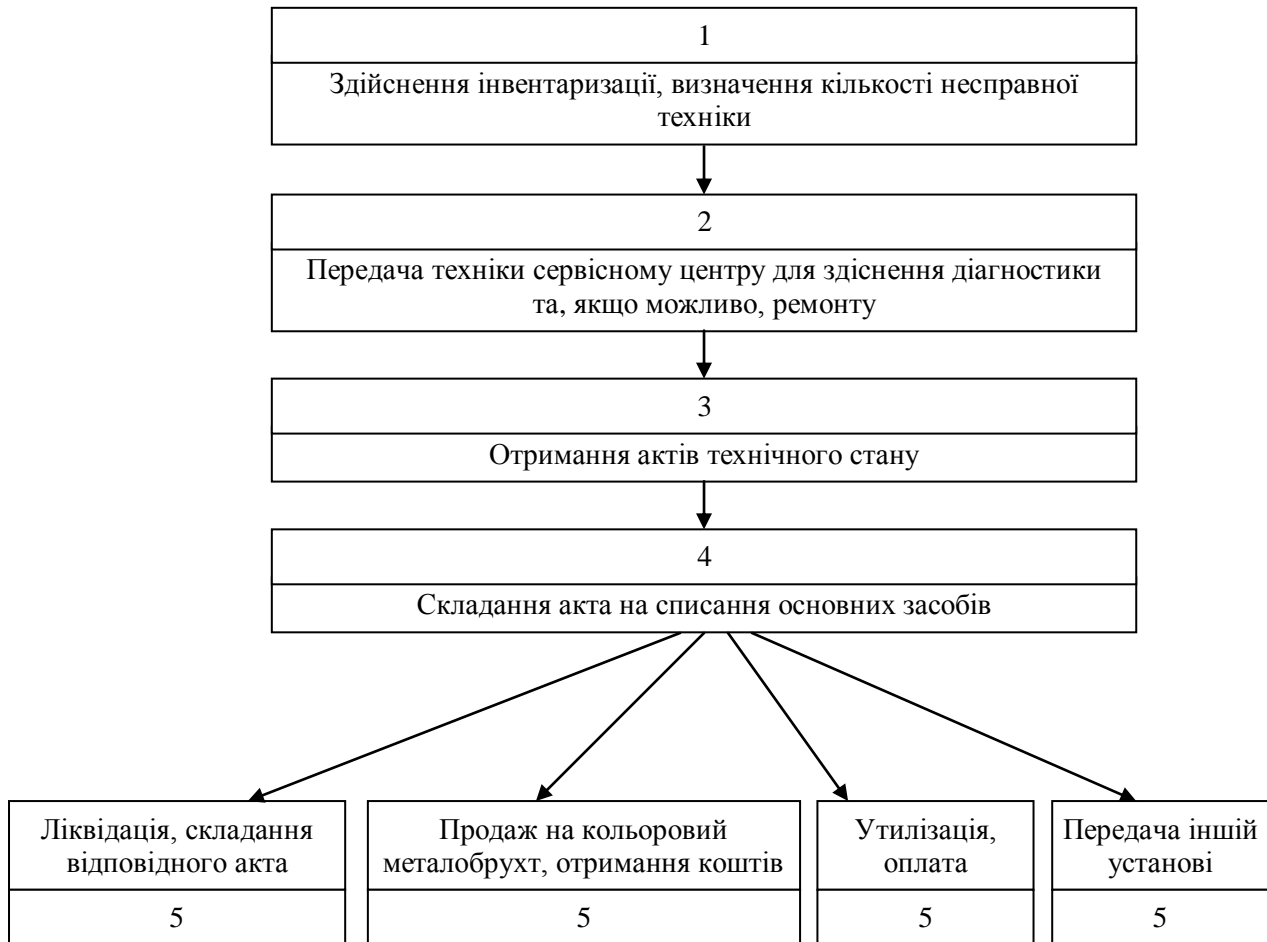 1
Здійснення інвентаризації, визначення кількості несправної
техніки
2
Передача техніки сервісному центру для здіснення діагностики
та, якщо можливо, ремонту
3
Отримання актів технічного стану
4
Складання акта на списання основних засобів
Ліквідація, складання
відповідного акта
5
Продаж на кольоровий
металобрухт, отримання коштів
5
Утилізація,
оплата
5
Передача іншій
установі
5